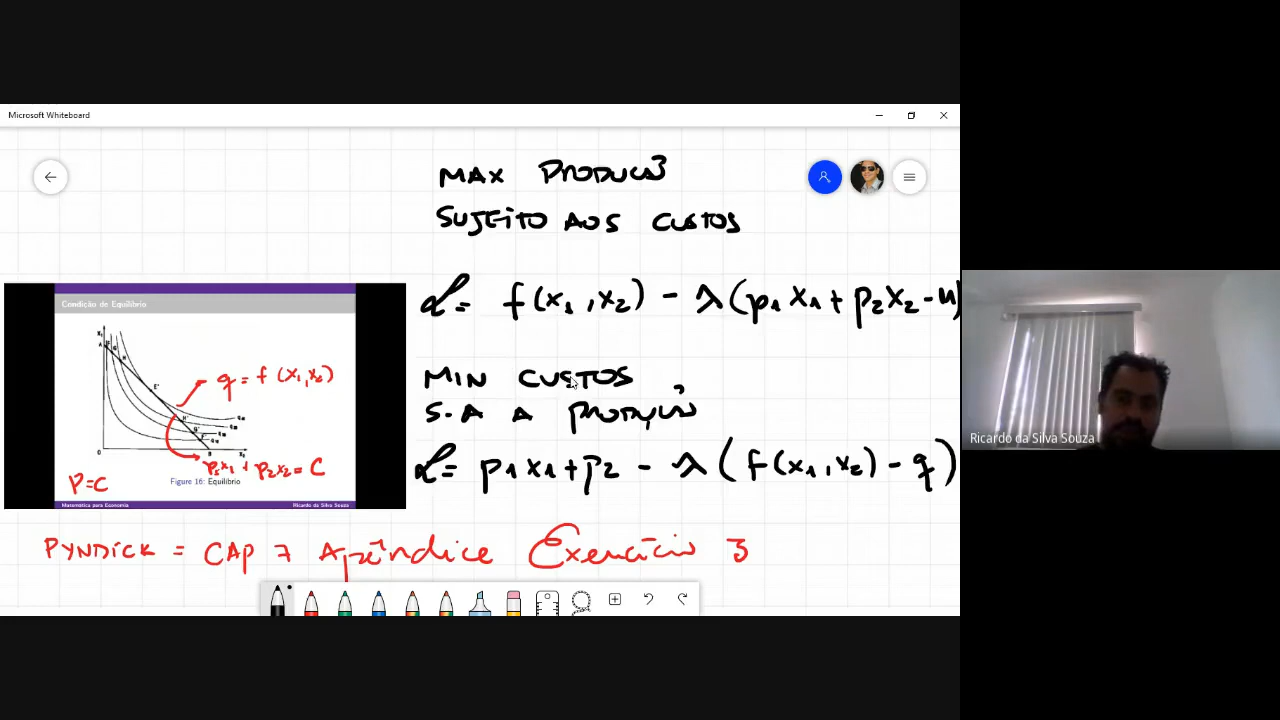 Microsoft Whiteboard
MAX PRODUCÃ
SUJEITO AOS CUSTOS
L = f(x1, x2) - λ(p1x1 + p2x2 - M)
Condição de Equilíbrio
q = f(x1, x2)
p1x1 + p2x2 = C
P=C
Figure 16: Equilíbrio
Matemática para Economia
Ricardo da Silva Souza
MIN CUSTOS
S.A A PRODUÇÃO
L = p1x1+p2 - λ(f(x1, x2) - q)
PYNDICK = CAP 7 Apêndice Exercício 3
Ricardo da Silva Souza